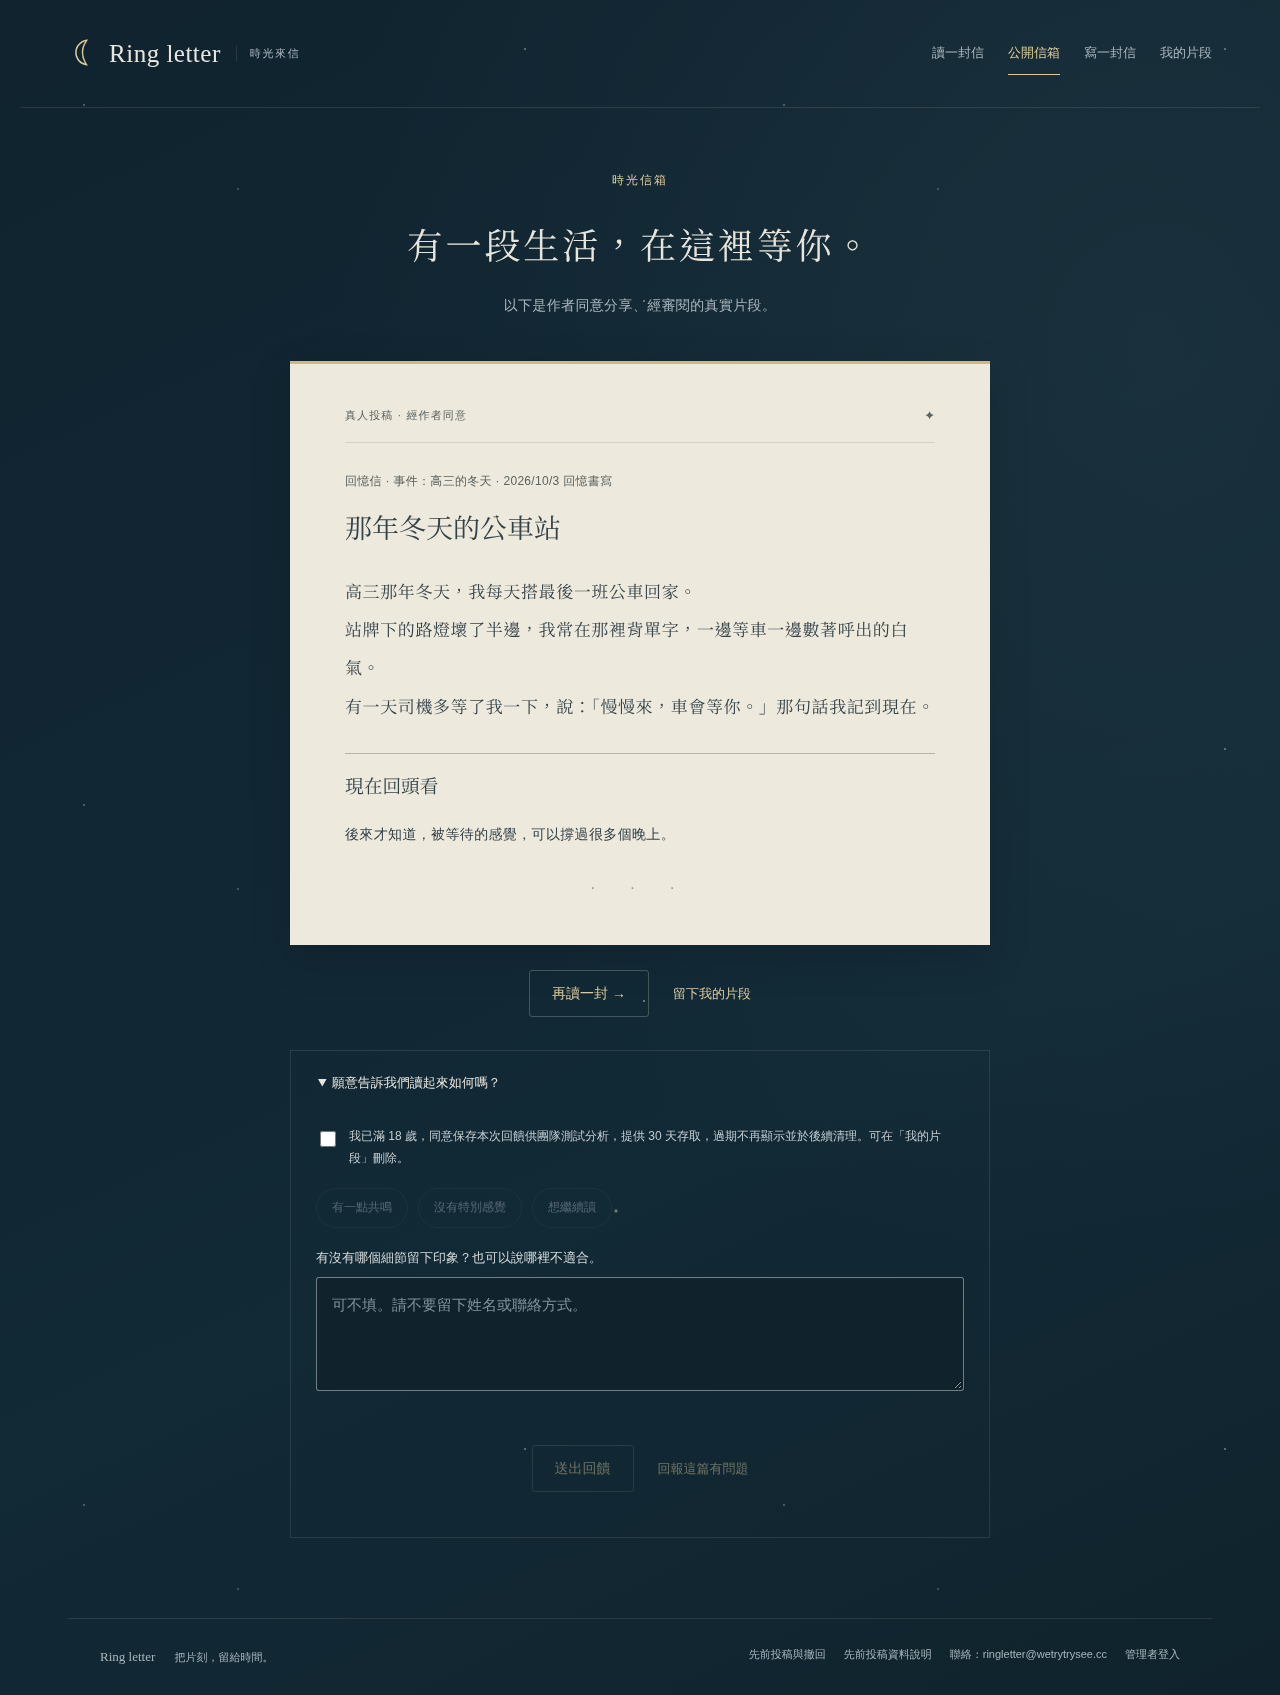 Ring letter
時光來信
讀一封信
公開信箱
寫一封信
我的片段
時光信箱
有一段生活，在這裡等你。
以下是作者同意分享、經審閱的真實片段。
真人投稿 · 經作者同意
回憶信 · 事件：高三的冬天 · 2026/10/3 回憶書寫
那年冬天的公車站
高三那年冬天，我每天搭最後一班公車回家。
站牌下的路燈壞了半邊，我常在那裡背單字，一邊等車一邊數著呼出的白
氣。
有一天司機多等了我一下，說：「慢慢來，車會等你。」那句話我記到現在。
現在回頭看
後來才知道，被等待的感覺，可以撐過很多個晚上。
· · ·
再讀一封 →
留下我的片段
▼ 願意告訴我們讀起來如何嗎？
我已滿 18 歲，同意保存本次回饋供團隊測試分析，提供 30 天存取，過期不再顯示並於後續清理。可在「我的片
段」刪除。
有一點共鳴
沒有特別感覺
想繼續讀
有沒有哪個細節留下印象？也可以說哪裡不適合。
可不填。請不要留下姓名或聯絡方式。
送出回饋
回報這篇有問題
Ring letter
把片刻，留給時間。
先前投稿與撤回
先前投稿資料說明
聯絡：ringletter@wetrytrysee.cc
管理者登入